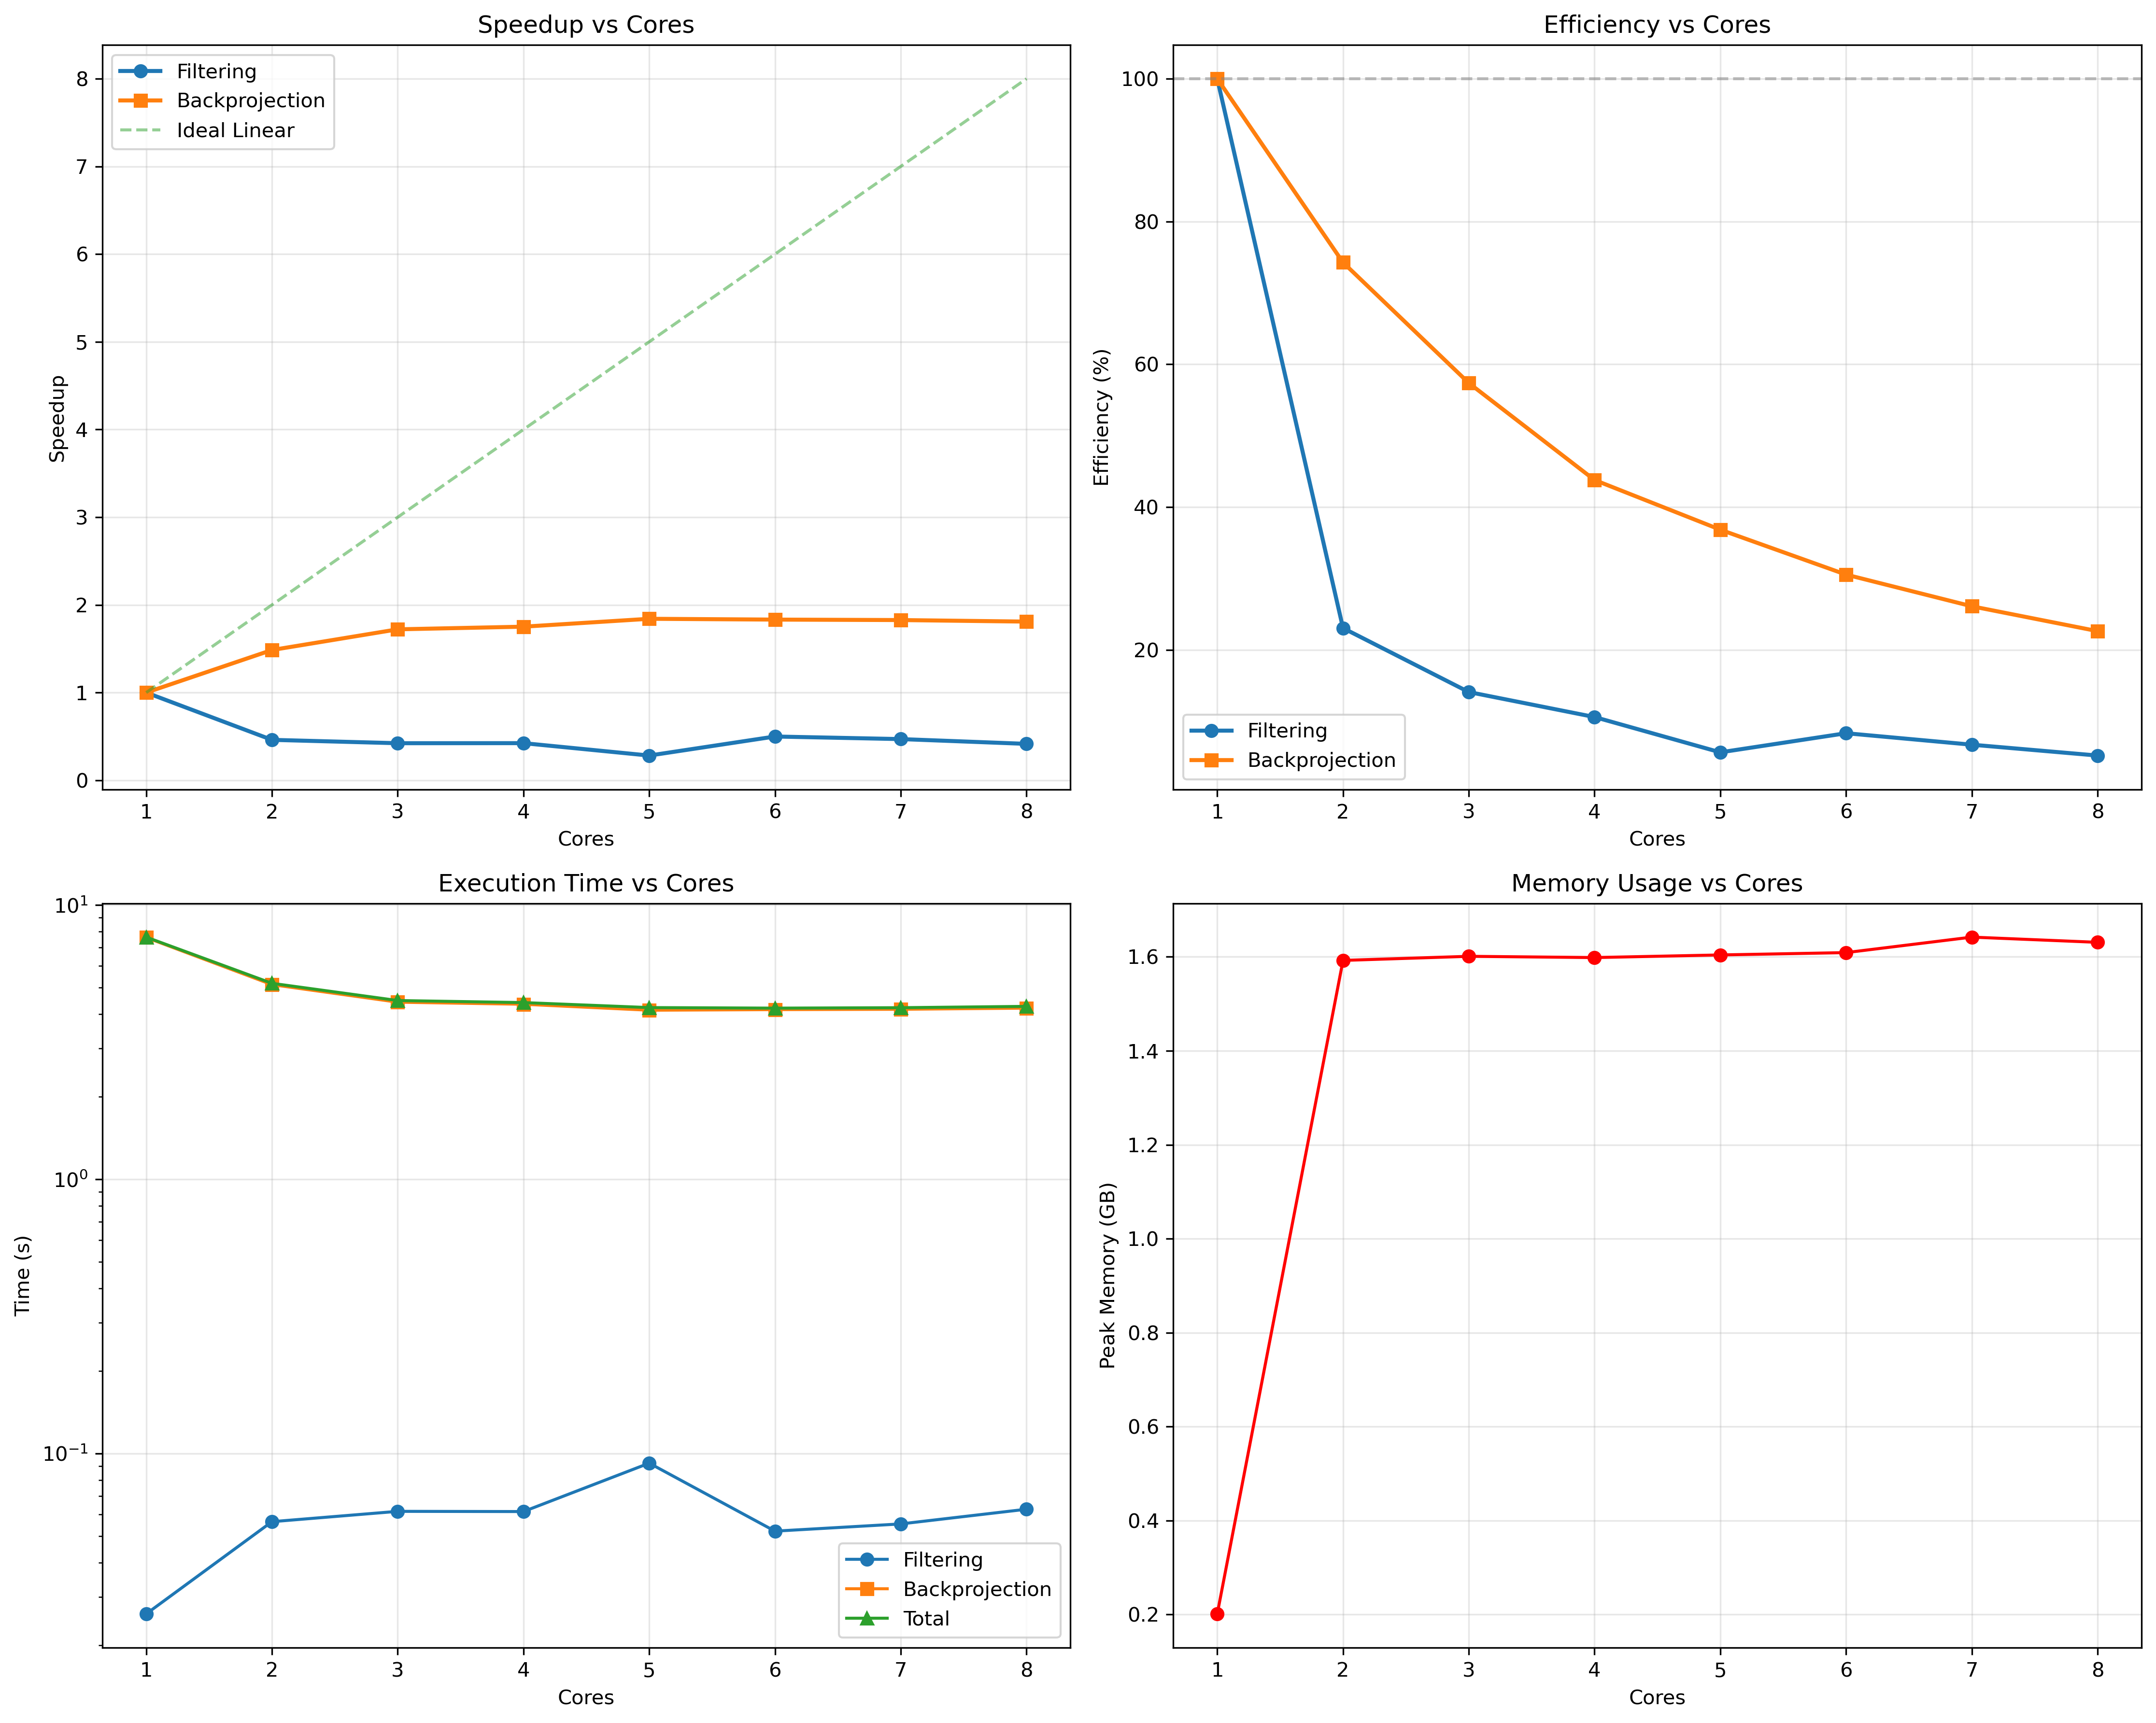 Speedup vs Cores
Filtering
Backprojection
Ideal Linear
8
7
6
5
4
3
2
1
0
Speedup
1 2 3 4 5 6 7 8
Cores
Efficiency vs Cores
100
80
60
40
20
Efficiency (%)
Filtering
Backprojection
1 2 3 4 5 6 7 8
Cores
Execution Time vs Cores
10¹
10⁰
10⁻¹
Time (s)
Filtering
Backprojection
Total
1 2 3 4 5 6 7 8
Cores
Memory Usage vs Cores
1.6
1.4
1.2
1.0
0.8
0.6
0.4
0.2
Peak Memory (GB)
1 2 3 4 5 6 7 8
Cores